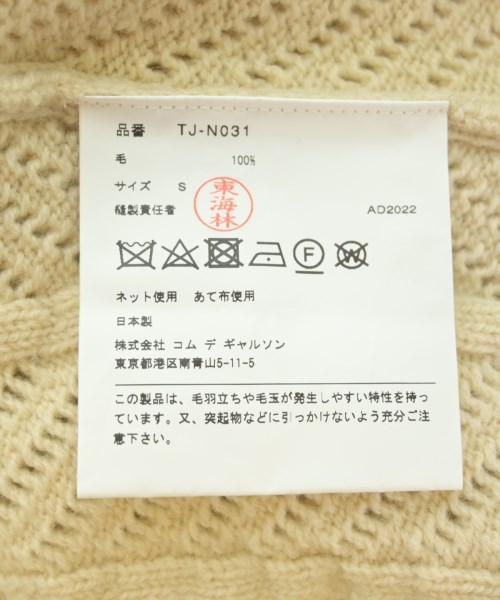 品番 TJ-N031
毛 100%
サイズ S
縫製責任者 東海林 AD2022
F W
ネット使用 あて布使用
日本製
株式会社 コム デ ギャルソン
東京都港区南青山5-11-5
この製品は、毛羽立ちや毛玉が発生しやすい特性を持っ
ています。又、突起物などに引っかけないよう充分ご注
意下さい。